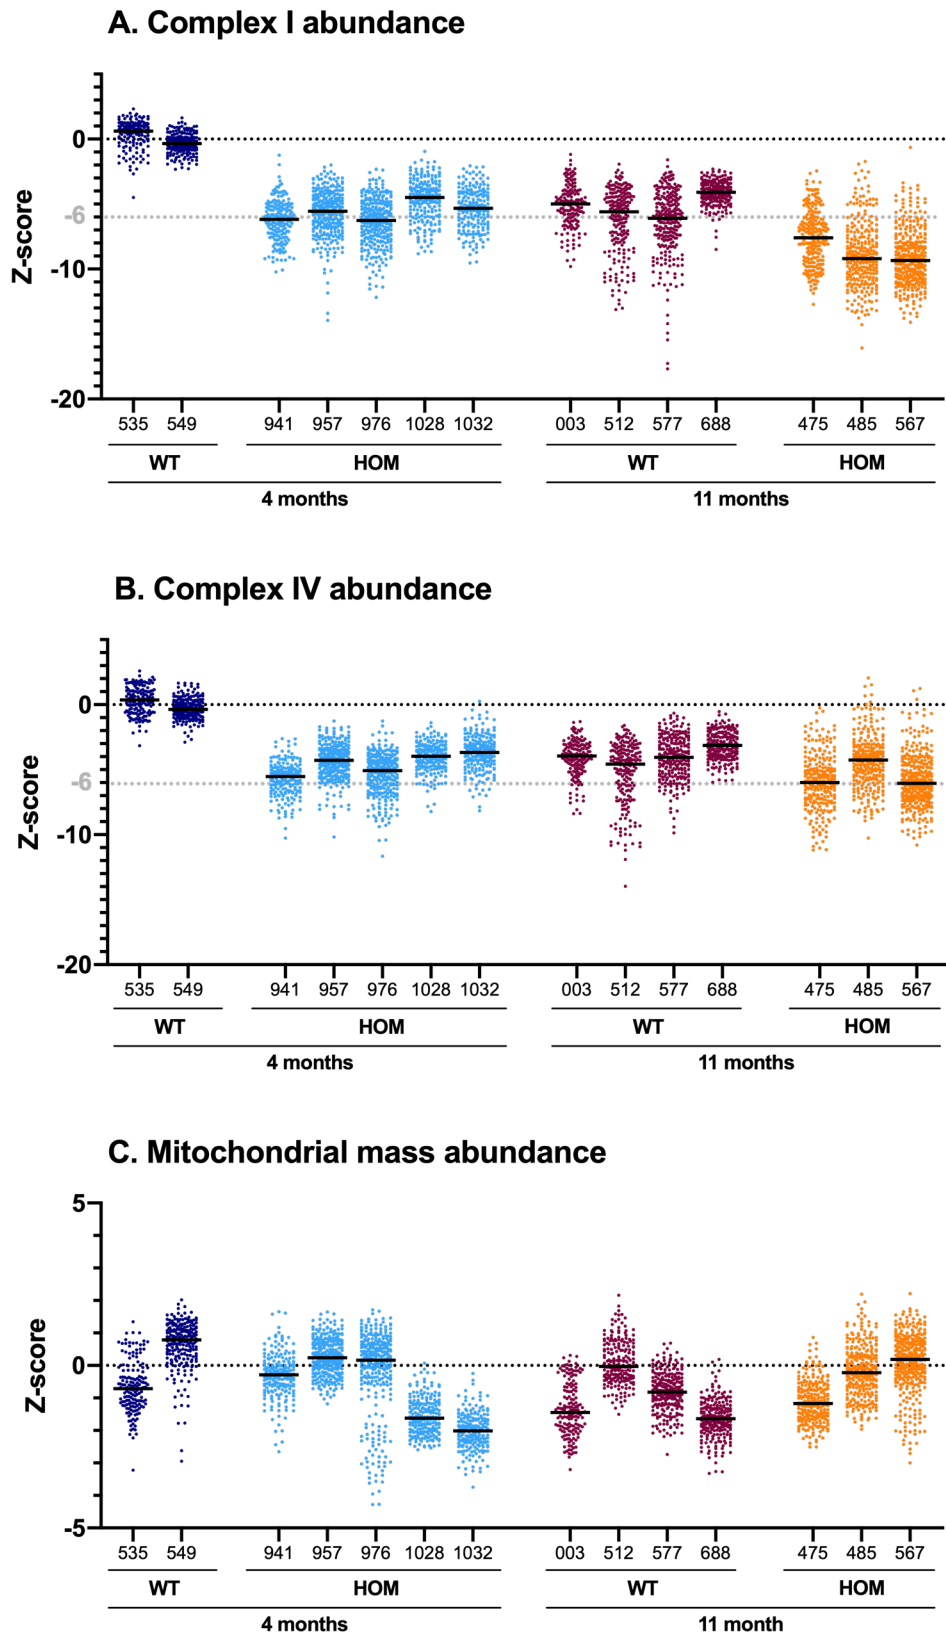 A. Complex I abundance
Z-score
0
-6
-10
-20
535 549 941 957 976 1028 1032 003 512 577 688 475 485 567
WT HOM WT HOM
4 months 11 months
B. Complex IV abundance
Z-score
0
-6
-10
-20
535 549 941 957 976 1028 1032 003 512 577 688 475 485 567
WT HOM WT HOM
4 months 11 months
C. Mitochondrial mass abundance
Z-score
5
0
-5
535 549 941 957 976 1028 1032 003 512 577 688 475 485 567
WT HOM WT HOM
4 months 11 month